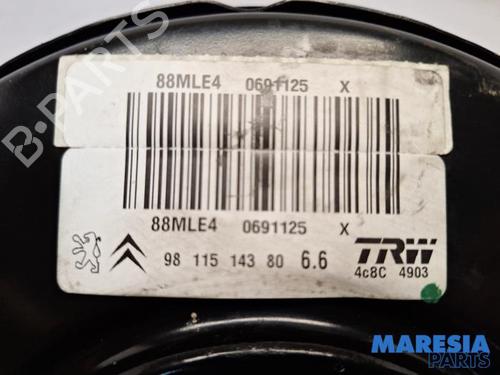 88MLE4 0691125 X
88MLE4 0691125 X
98 115 143 80 6.6
TRW
4c8C 4903
B-PARTS
MARESIA
PARTS